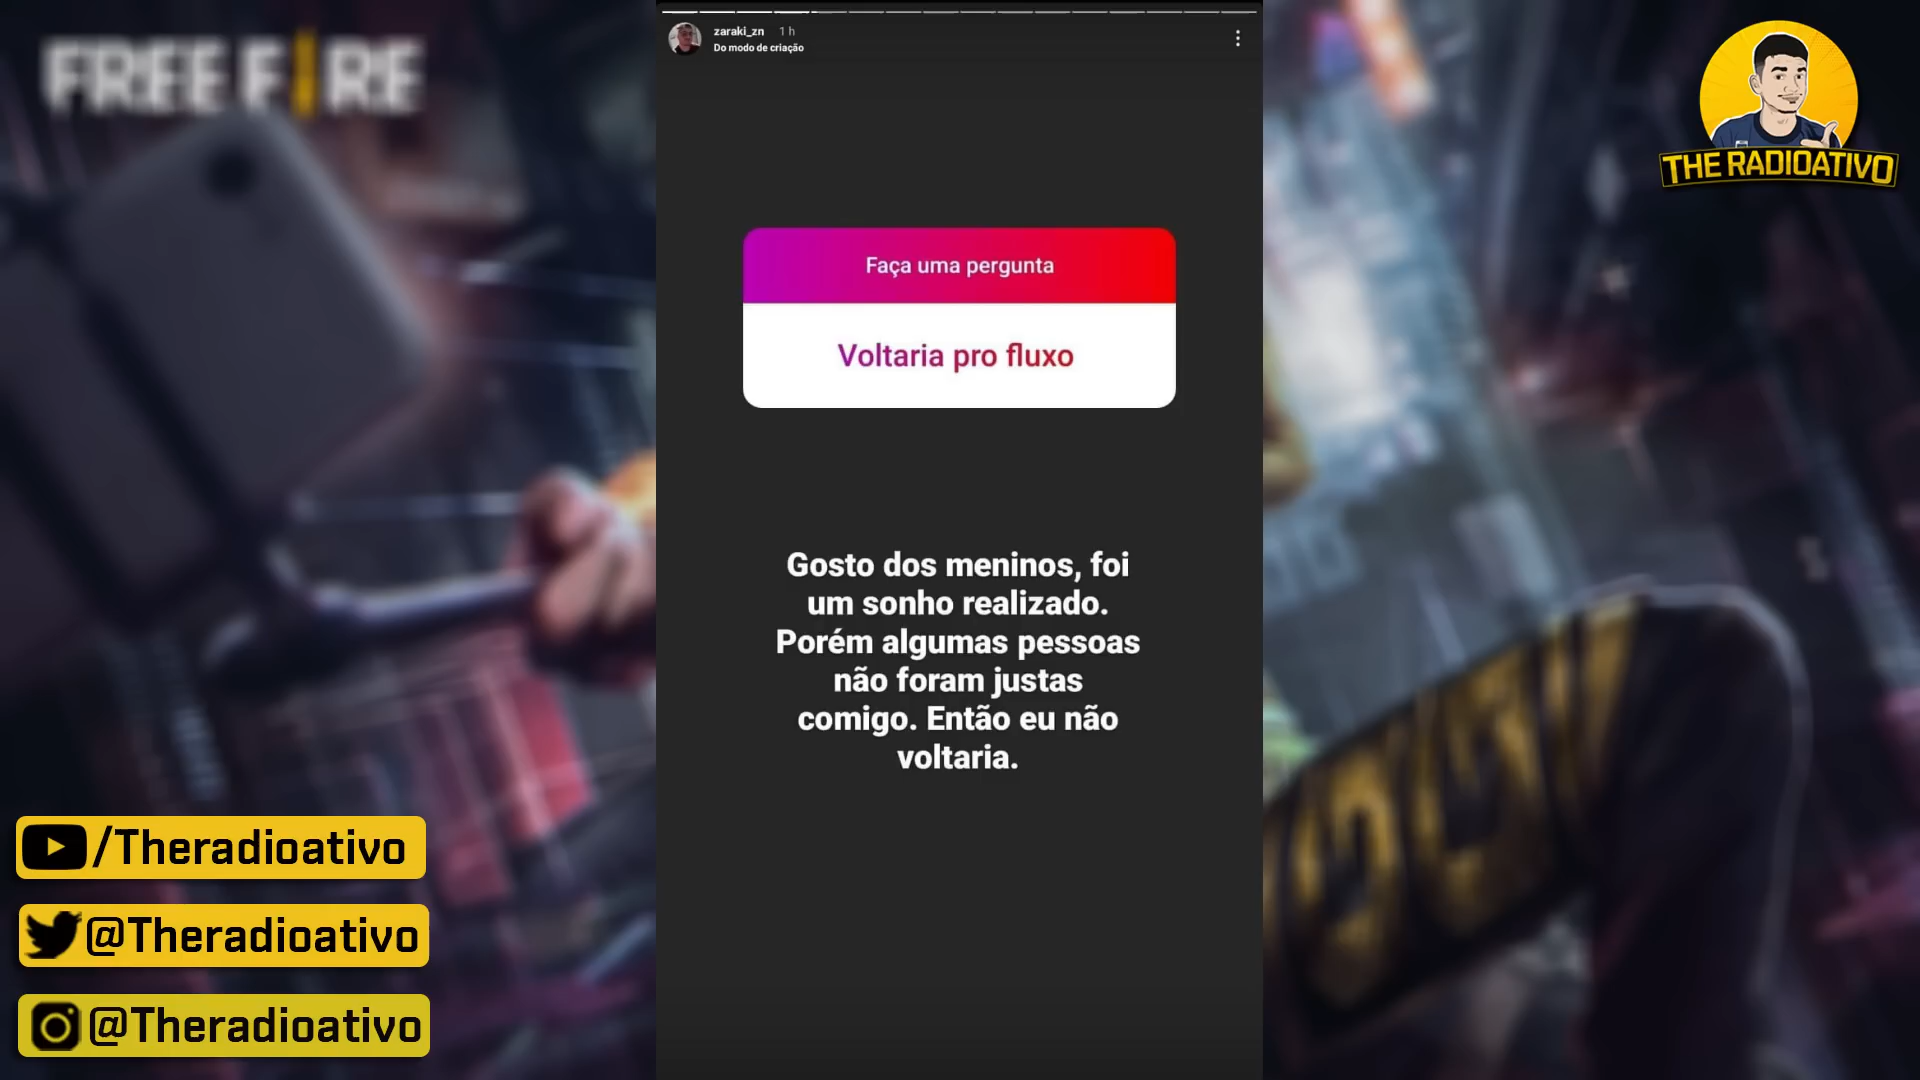 FREE FIRE
zaraki_zn 1 h
Do modo de criação
THE RADIOATIVO
Faça uma pergunta
Voltaria pro fluxo
Gosto dos meninos, foi
um sonho realizado.
Porém algumas pessoas
não foram justas
comigo. Então eu não
voltaria.
/Theradioativo
@Theradioativo
@Theradioativo